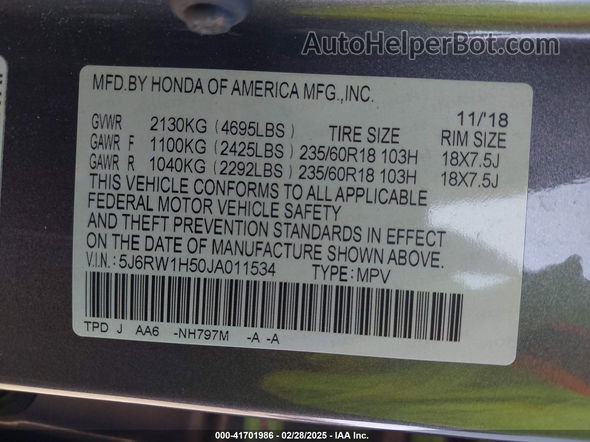 AutoHelperBot.com
MFD.BY HONDA OF AMERICA MFG.,INC.
11/'18
GVWR 2130KG (4695LBS) TIRE SIZE RIM SIZE
GAWR F 1100KG (2425LBS) 235/60R18 103H 18X7.5J
GAWR R 1040KG (2292LBS) 235/60R18 103H 18X7.5J
THIS VEHICLE CONFORMS TO ALL APPLICABLE
FEDERAL MOTOR VEHICLE SAFETY
AND THEFT PREVENTION STANDARDS IN EFFECT
ON THE DATE OF MANUFACTURE SHOWN ABOVE.
V.I.N.: 5J6RW1H50JA011534 TYPE: MPV
TPD J AA6 -NH797M -A -A
000-41701986 - 02/28/2025 - IAA Inc.